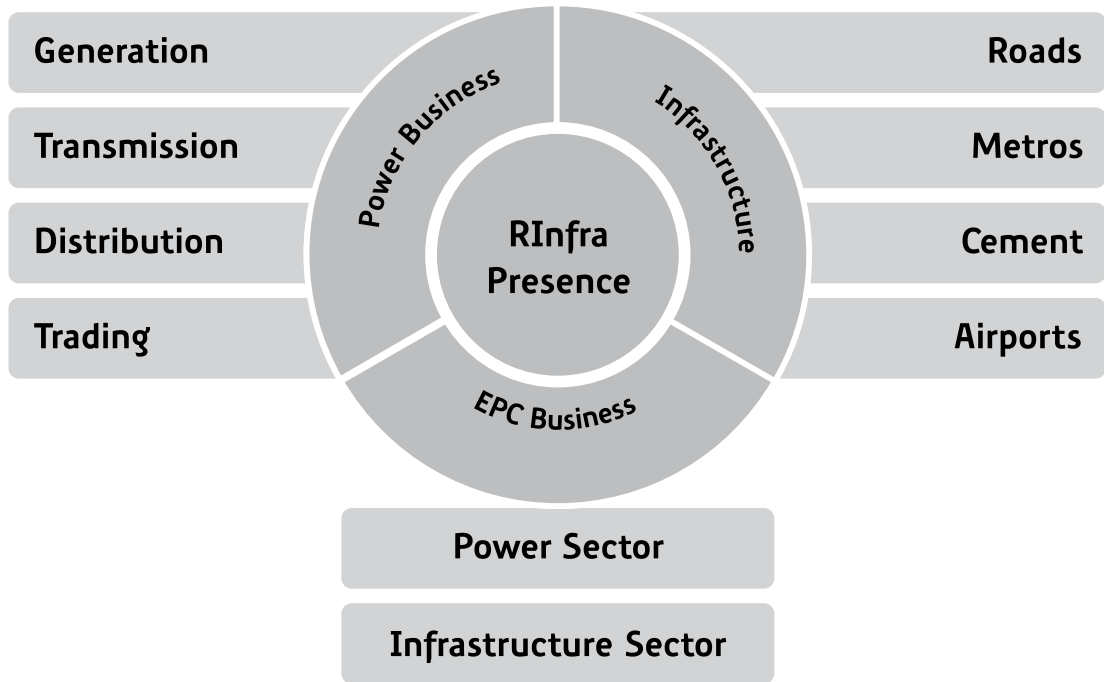 Generation
Transmission
Distribution
Trading
Power Business
Infrastructure
RInfra
Presence
EPC Business
Roads
Metros
Cement
Airports
Power Sector
Infrastructure Sector